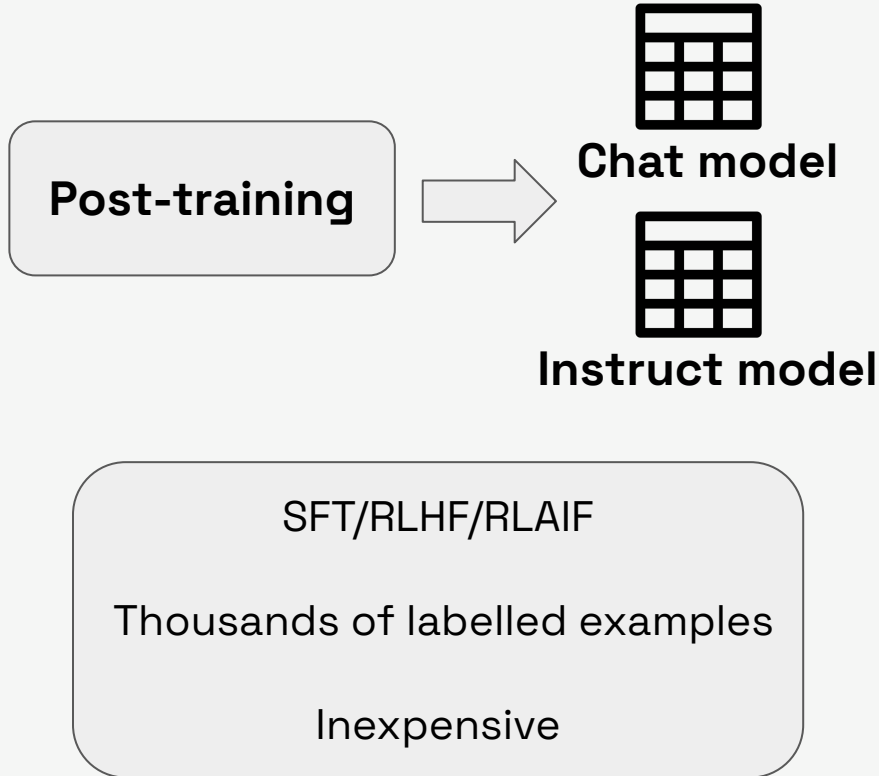 Post-training
Chat model
Instruct model
SFT/RLHF/RLAIF
Thousands of labelled examples
Inexpensive